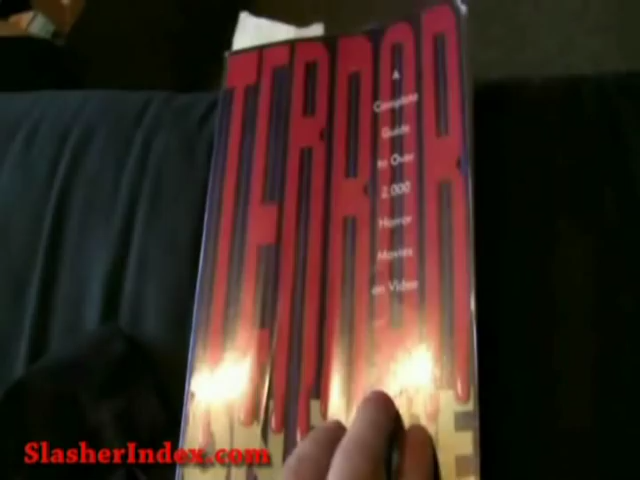 TERROR
A
Complete
Guide
to Over
2,000
Horror
Movies
on Video
SlasherIndex.com